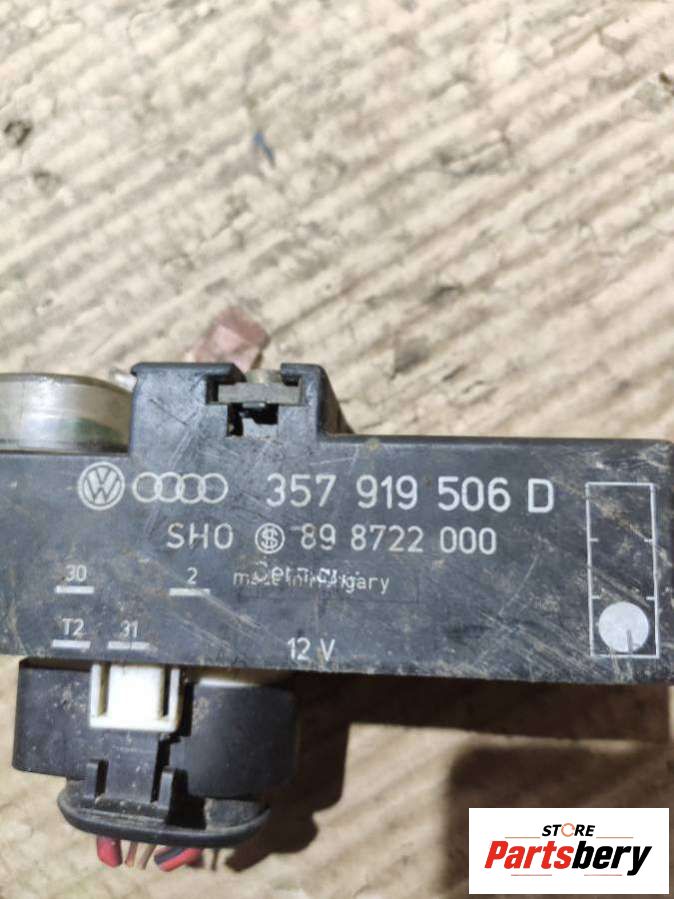 357 919 506 D
SHO 89 8722 000
30
2
made in Hungary
T2
31
12 V
STORE
Partsbery